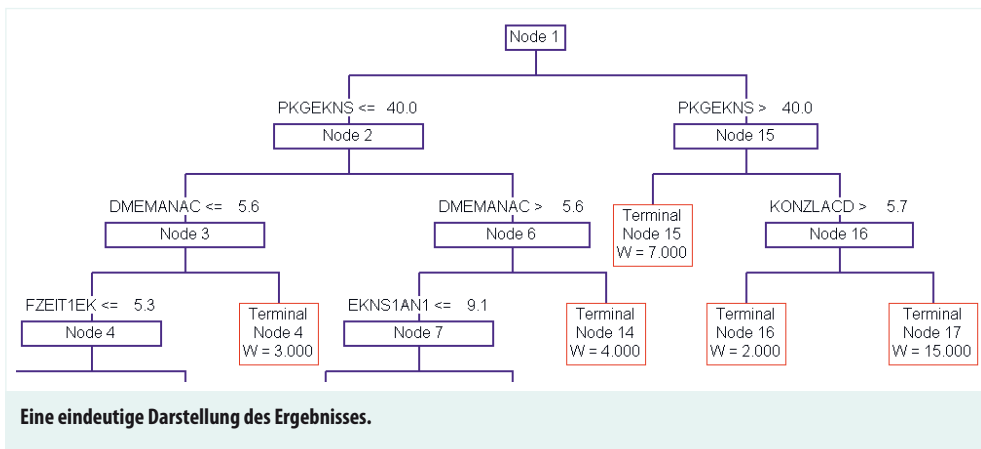 Node 1
PKGEKNS <= 40.0
PKGEKNS > 40.0
Node 2
Node 15
DMEMANAC <= 5.6
DMEMANAC > 5.6
Terminal
Node 15
W = 7.000
KONZLACD > 5.7
Node 3
Node 6
Node 16
FZEIT1EK <= 5.3
Terminal
Node 4
W = 3.000
EKNS1AN1 <= 9.1
Terminal
Node 14
W = 4.000
Terminal
Node 16
W = 2.000
Terminal
Node 17
W = 15.000
Node 4
Node 7
Eine eindeutige Darstellung des Ergebnisses.